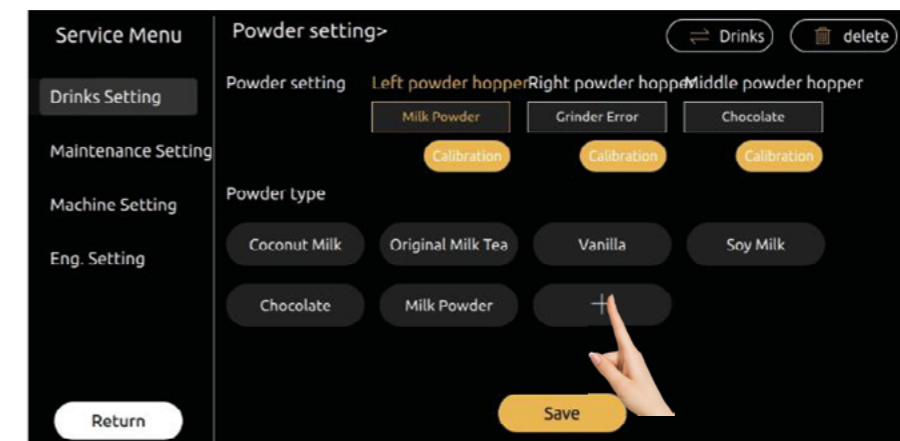 Service Menu
Powder setting>
Drinks
delete
Drinks Setting
Maintenance Setting
Machine Setting
Eng. Setting
Return
Powder setting
Left powder hopper
Right powder hopper
Middle powder hopper
Milk Powder
Grinder Error
Chocolate
Calibration
Calibration
Calibration
Powder type
Coconut Milk
Original Milk Tea
Vanilla
Soy Milk
Chocolate
Milk Powder
+
Save